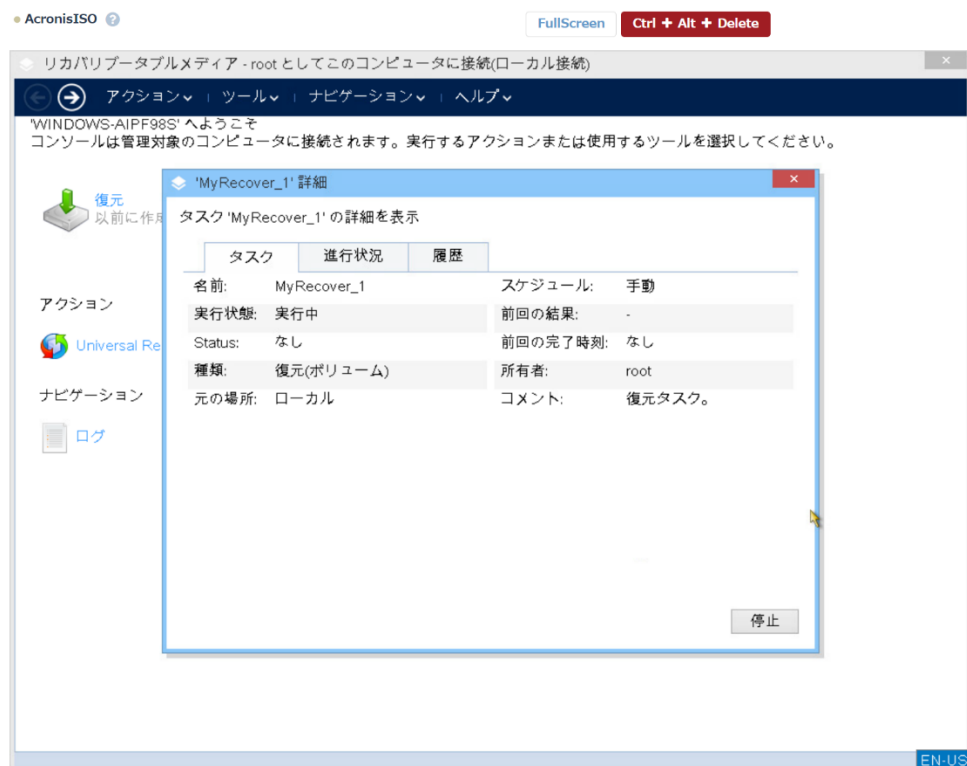 AcronisISO
FullScreen
Ctrl + Alt + Delete
リカバリブータブルメディア - root としてこのコンピュータに接続(ローカル接続)
アクション ツール ナビゲーション ヘルプ
'WINDOWS-AIPF98S' へようこそ
コンソールは管理対象のコンピュータに接続されます。実行するアクションまたは使用するツールを選択してください。
復元
以前に作成
アクション
Universal Re
ナビゲーション
ログ
'MyRecover_1' 詳細
タスク 'MyRecover_1' の詳細を表示
タスク 進行状況 履歴
名前: MyRecover_1 スケジュール: 手動
実行状態: 実行中 前回の結果: -
Status: なし 前回の完了時刻: なし
種類: 復元(ボリューム) 所有者: root
元の場所: ローカル コメント: 復元タスク。
停止
EN-US